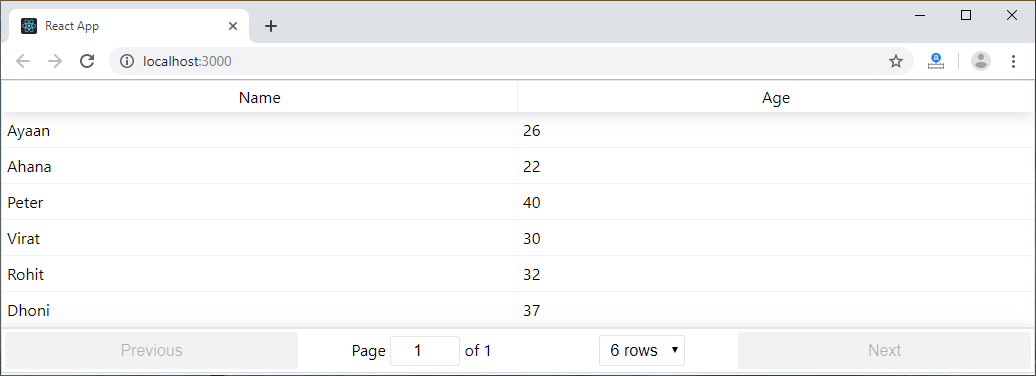 React App
localhost:3000
Name Age
Ayaan 26
Ahana 22
Peter 40
Virat 30
Rohit 32
Dhoni 37
Previous Page 1 of 1 6 rows Next